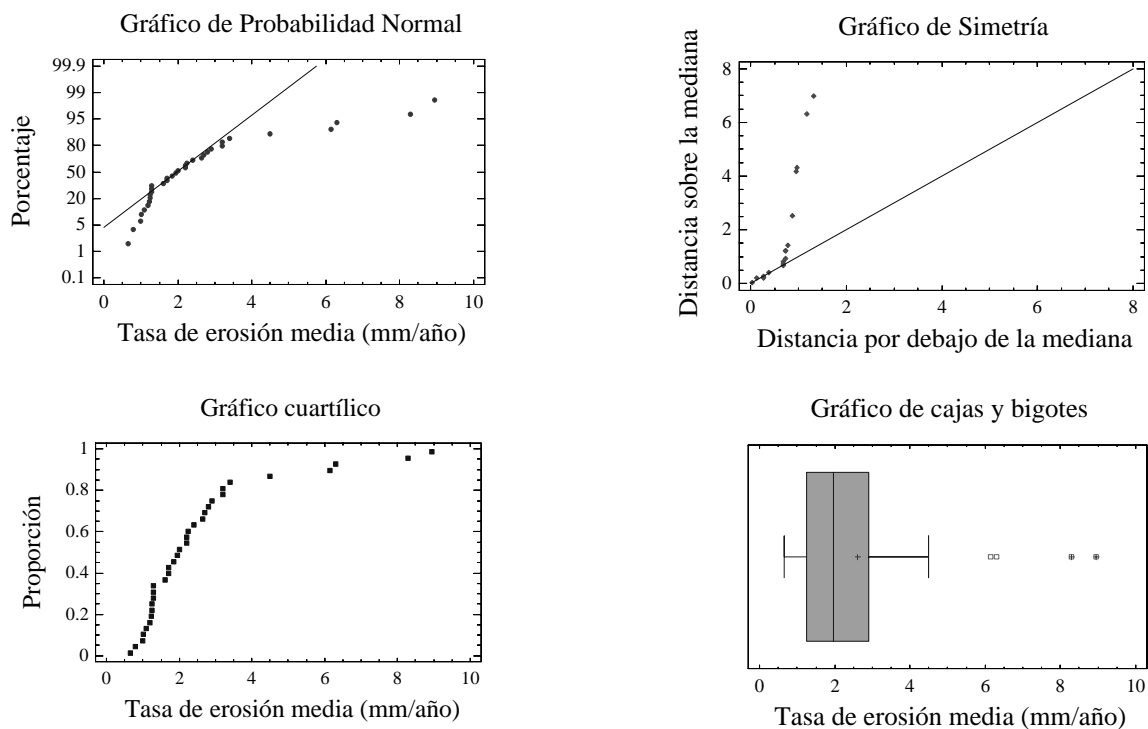 Gráfico de Probabilidad Normal
99.9
99
95
80
50
20
5
1
0.1
Porcentaje
0 2 4 6 8 10
Tasa de erosión media (mm/año)
Gráfico de Simetría
8
6
4
2
0
Distancia sobre la mediana
0 2 4 6 8
Distancia por debajo de la mediana
Gráfico cuartílico
1
0.8
0.6
0.4
0.2
0
Proporción
0 2 4 6 8 10
Tasa de erosión media (mm/año)
Gráfico de cajas y bigotes
0 2 4 6 8 10
Tasa de erosión media (mm/año)